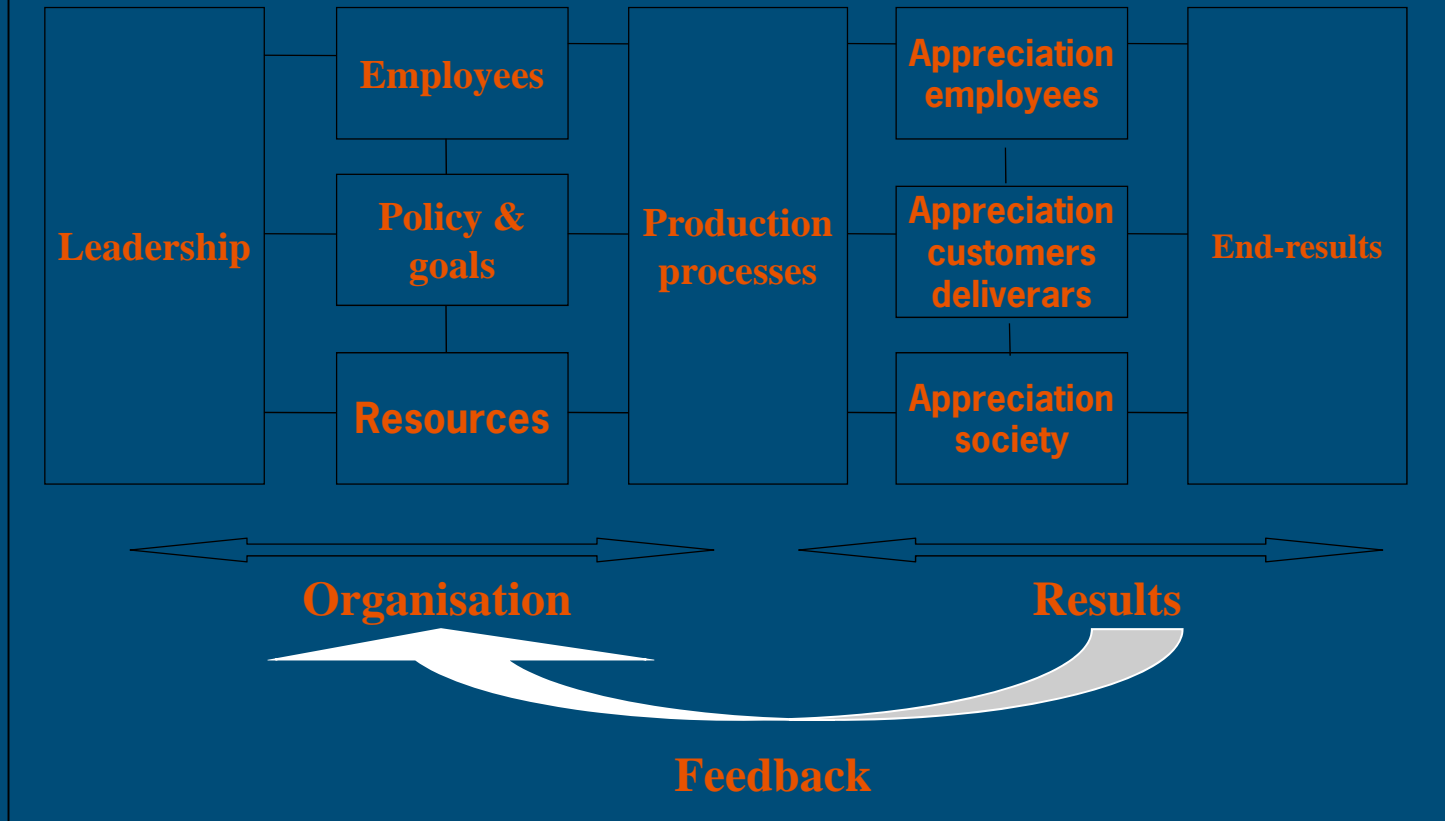 Leadership
Employees
Policy &
goals
Resources
Production
processes
Appreciation
employees
Appreciation
customers
deliverars
Appreciation
society
End-results
Organisation
Results
Feedback